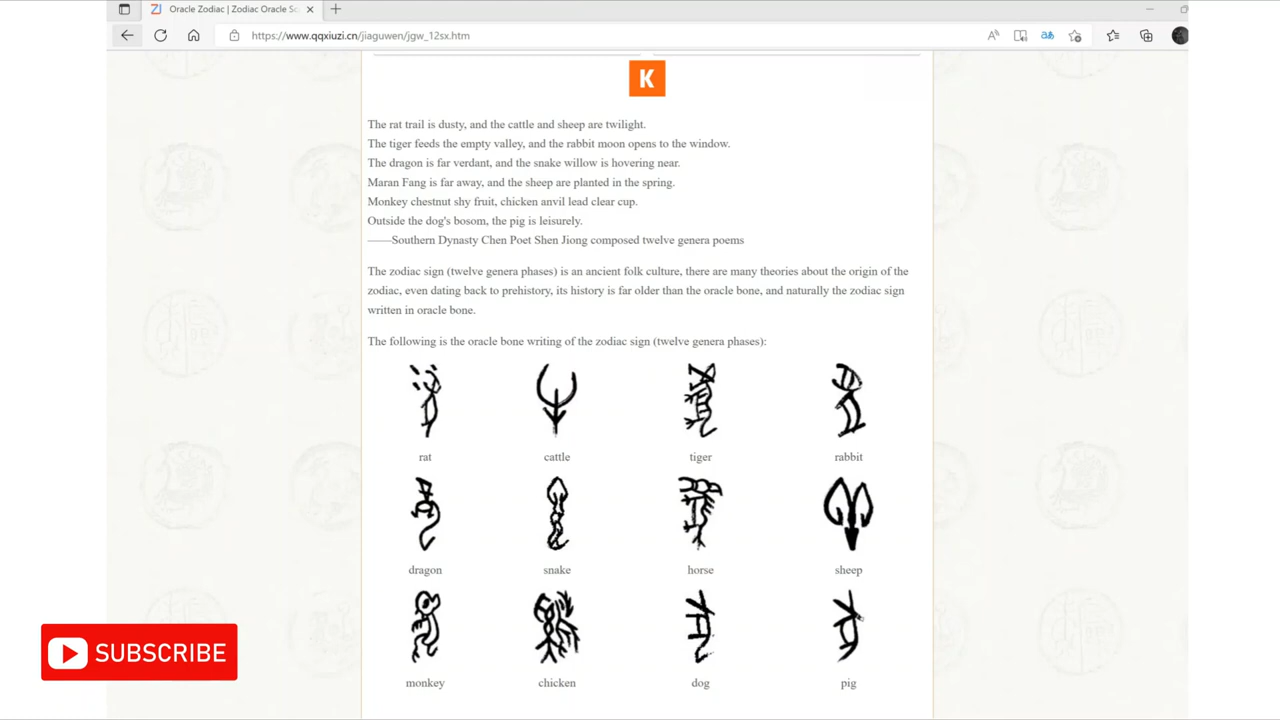 Oracle Zodiac | Zodiac Oracle Sc
https://www.qqxiuzi.cn/jiaguwen/jgw_12sx.htm
K
The rat trail is dusty, and the cattle and sheep are twilight.
The tiger feeds the empty valley, and the rabbit moon opens to the window.
The dragon is far verdant, and the snake willow is hovering near.
Maran Fang is far away, and the sheep are planted in the spring.
Monkey chestnut shy fruit, chicken anvil lead clear cup.
Outside the dog's bosom, the pig is leisurely.
——Southern Dynasty Chen Poet Shen Jiong composed twelve genera poems
The zodiac sign (twelve genera phases) is an ancient folk culture, there are many theories about the origin of the
zodiac, even dating back to prehistory, its history is far older than the oracle bone, and naturally the zodiac sign
written in oracle bone.
The following is the oracle bone writing of the zodiac sign (twelve genera phases):
rat cattle tiger rabbit
dragon snake horse sheep
monkey chicken dog pig
SUBSCRIBE